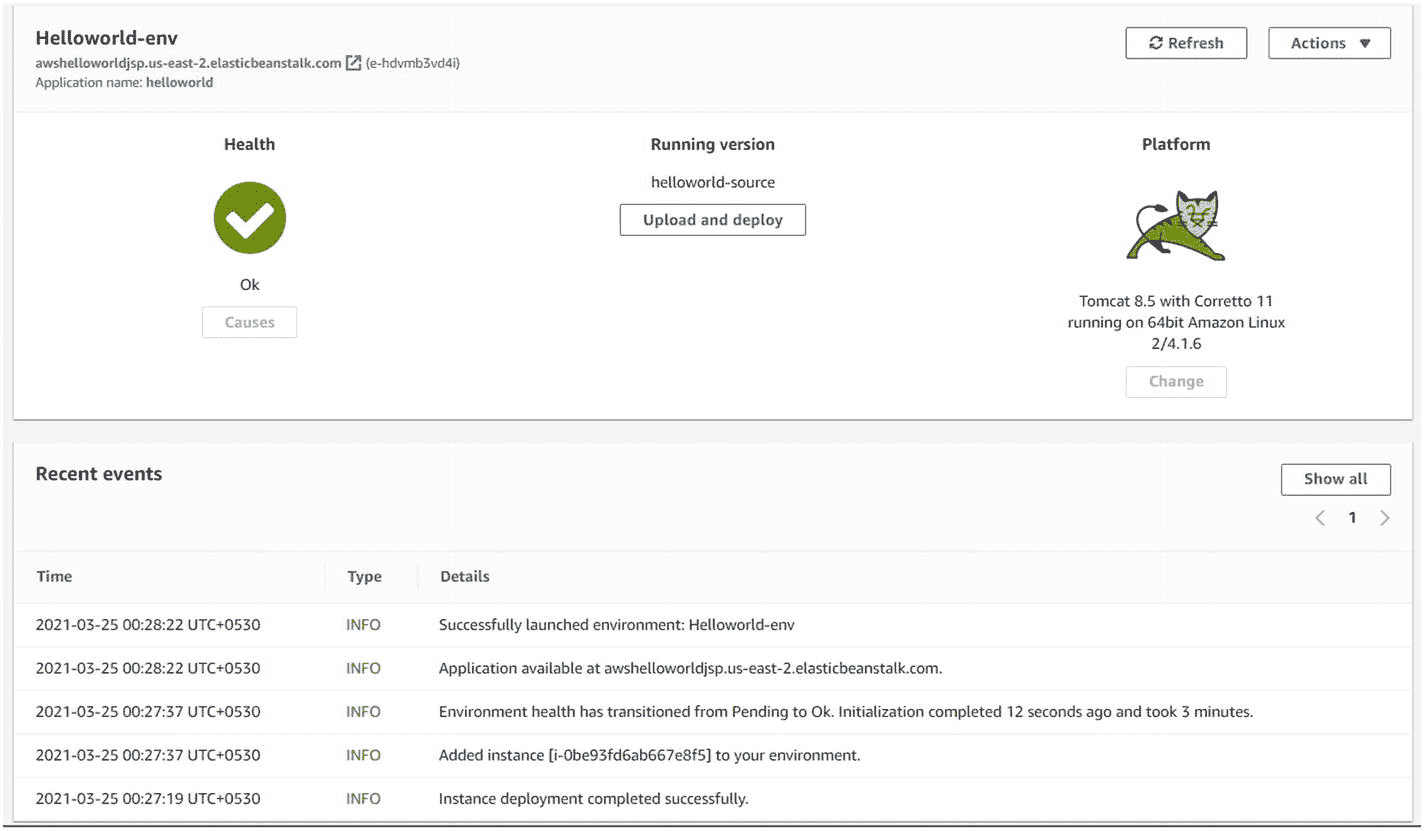 Helloworld-env
awshelloworldjsp.us-east-2.elasticbeanstalk.com (e-hdvmb3vd4i)
Application name: helloworld
Refresh
Actions
Health
Ok
Causes
Running version
helloworld-source
Upload and deploy
Platform
Tomcat 8.5 with Corretto 11
running on 64bit Amazon Linux
2/4.1.6
Change
Recent events
Show all
1
Time Type Details
2021-03-25 00:28:22 UTC+0530 INFO Successfully launched environment: Helloworld-env
2021-03-25 00:28:22 UTC+0530 INFO Application available at awshelloworldjsp.us-east-2.elasticbeanstalk.com.
2021-03-25 00:27:37 UTC+0530 INFO Environment health has transitioned from Pending to Ok. Initialization completed 12 seconds ago and took 3 minutes.
2021-03-25 00:27:37 UTC+0530 INFO Added instance [i-0be93fd6ab667e8f5] to your environment.
2021-03-25 00:27:19 UTC+0530 INFO Instance deployment completed successfully.